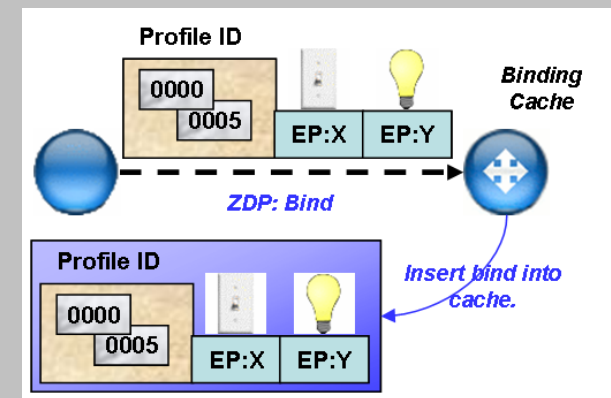 Profile ID
0000
0005
EP:X
EP:Y
Binding
Cache
ZDP: Bind
Profile ID
0000
0005
EP:X
EP:Y
Insert bind into
cache.